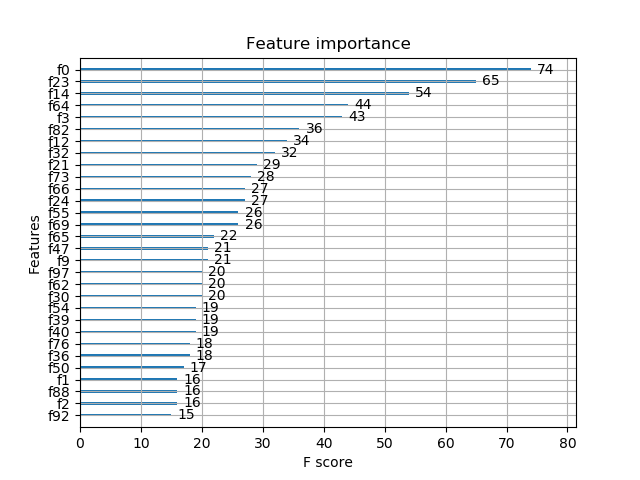 Feature importance
f0 74
f23 65
f14 54
f64 44
f3 43
f82 36
f12 34
f32 32
f21 29
f73 28
f66 27
f24 27
f55 26
f69 26
f65 22
f47 21
f9 21
f97 20
f62 20
f30 20
f54 19
f39 19
f40 19
f76 18
f36 18
f50 17
f1 16
f88 16
f2 16
f92 15
Features
0 10 20 30 40 50 60 70 80
F score